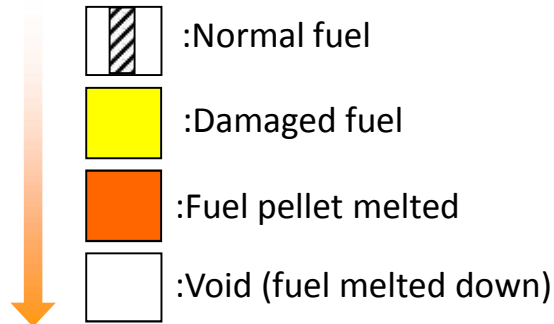 :Normal fuel
:Damaged fuel
:Fuel pellet melted
:Void (fuel melted down)